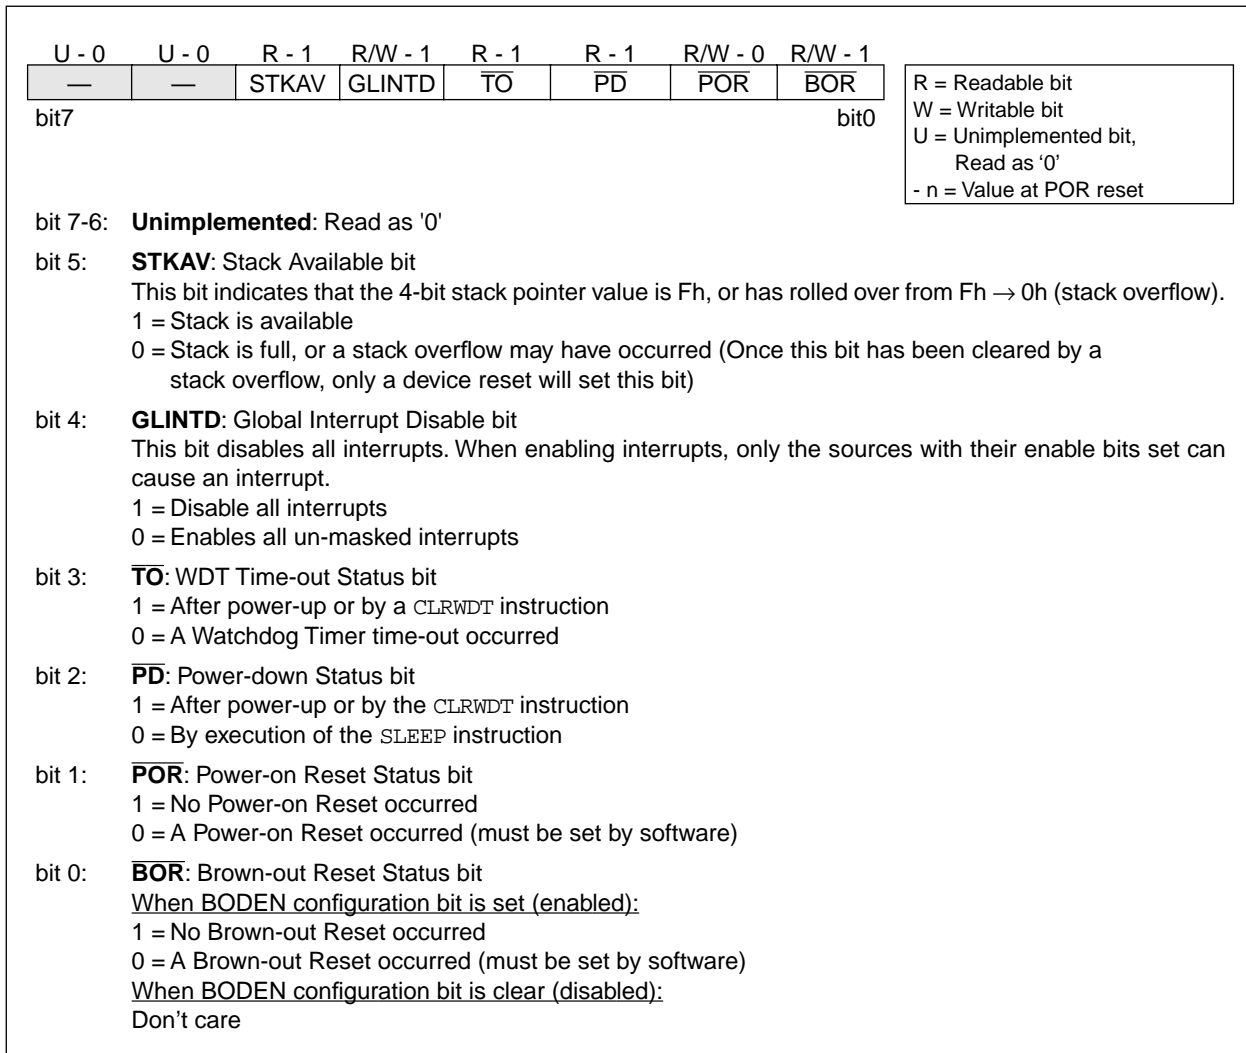 U - 0 U - 0 R - 1 R/W - 1 R - 1 R - 1 R/W - 0 R/W - 1
— — STKAV GLINTD T̅O̅ P̅D̅ P̅O̅R̅ B̅O̅R̅
bit7 bit0
R = Readable bit
W = Writable bit
U = Unimplemented bit,
Read as ‘0’
- n = Value at POR reset
bit 7-6: Unimplemented: Read as '0'
bit 5: STKAV: Stack Available bit
This bit indicates that the 4-bit stack pointer value is Fh, or has rolled over from Fh → 0h (stack overflow).
1 = Stack is available
0 = Stack is full, or a stack overflow may have occurred (Once this bit has been cleared by a
stack overflow, only a device reset will set this bit)
bit 4: GLINTD: Global Interrupt Disable bit
This bit disables all interrupts. When enabling interrupts, only the sources with their enable bits set can
cause an interrupt.
1 = Disable all interrupts
0 = Enables all un-masked interrupts
bit 3: T̅O̅: WDT Time-out Status bit
1 = After power-up or by a CLRWDT instruction
0 = A Watchdog Timer time-out occurred
bit 2: P̅D̅: Power-down Status bit
1 = After power-up or by the CLRWDT instruction
0 = By execution of the SLEEP instruction
bit 1: P̅O̅R̅: Power-on Reset Status bit
1 = No Power-on Reset occurred
0 = A Power-on Reset occurred (must be set by software)
bit 0: B̅O̅R̅: Brown-out Reset Status bit
When BODEN configuration bit is set (enabled):
1 = No Brown-out Reset occurred
0 = A Brown-out Reset occurred (must be set by software)
When BODEN configuration bit is clear (disabled):
Don't care